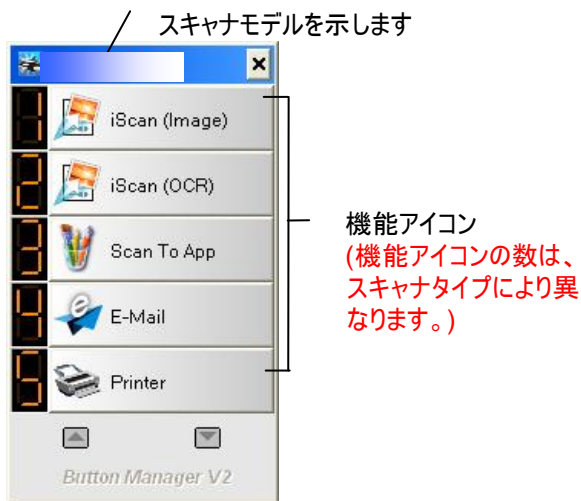 スキャナモデルを示します
1 iScan (Image)
2 iScan (OCR)
3 Scan To App
4 E-Mail
5 Printer
Button Manager V2
機能アイコン
(機能アイコンの数は、
スキャナタイプにより異
なります。)